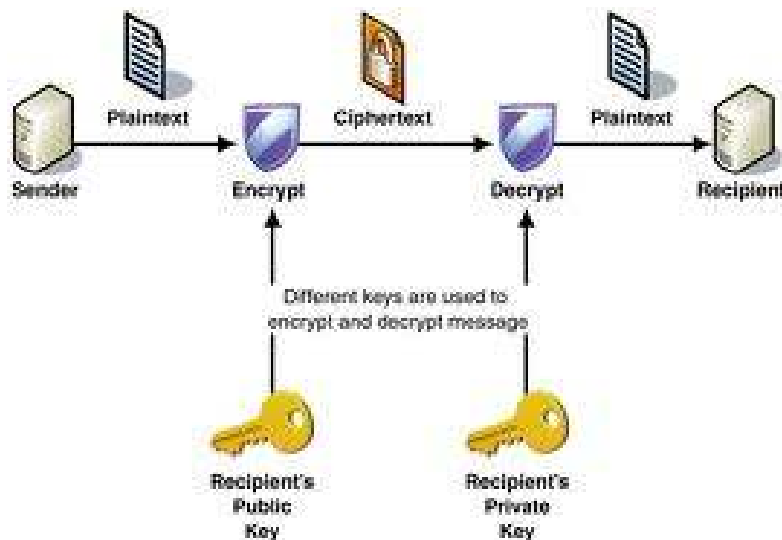 Plaintext
Ciphertext
Plaintext
Sender
Encrypt
Decrypt
Recipient
Different keys are used to
encrypt and decrypt message
Recipient's
Public
Key
Recipient's
Private
Key